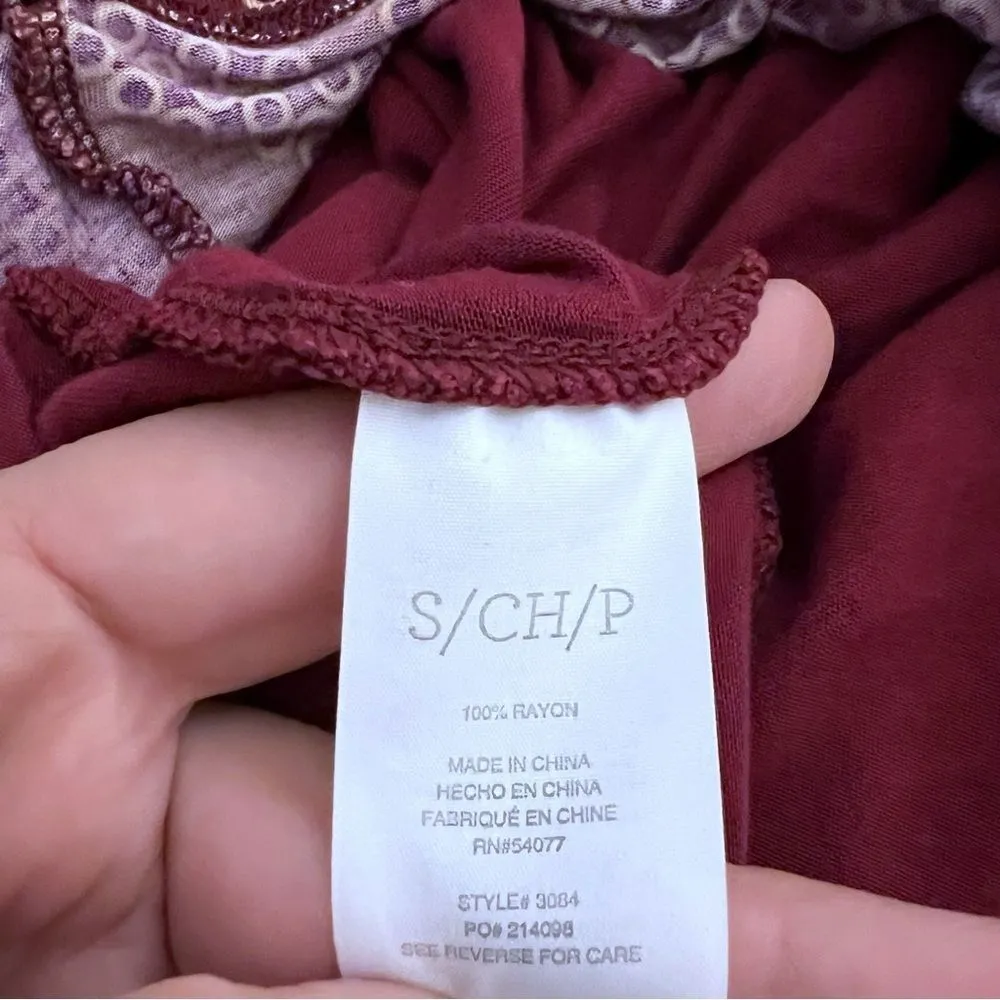 S/CH/P
100% RAYON
MADE IN CHINA
HECHO EN CHINA
FABRIQUÉ EN CHINE
RN#54077
STYLE# 3084
PO# 214098
SEE REVERSE FOR CARE